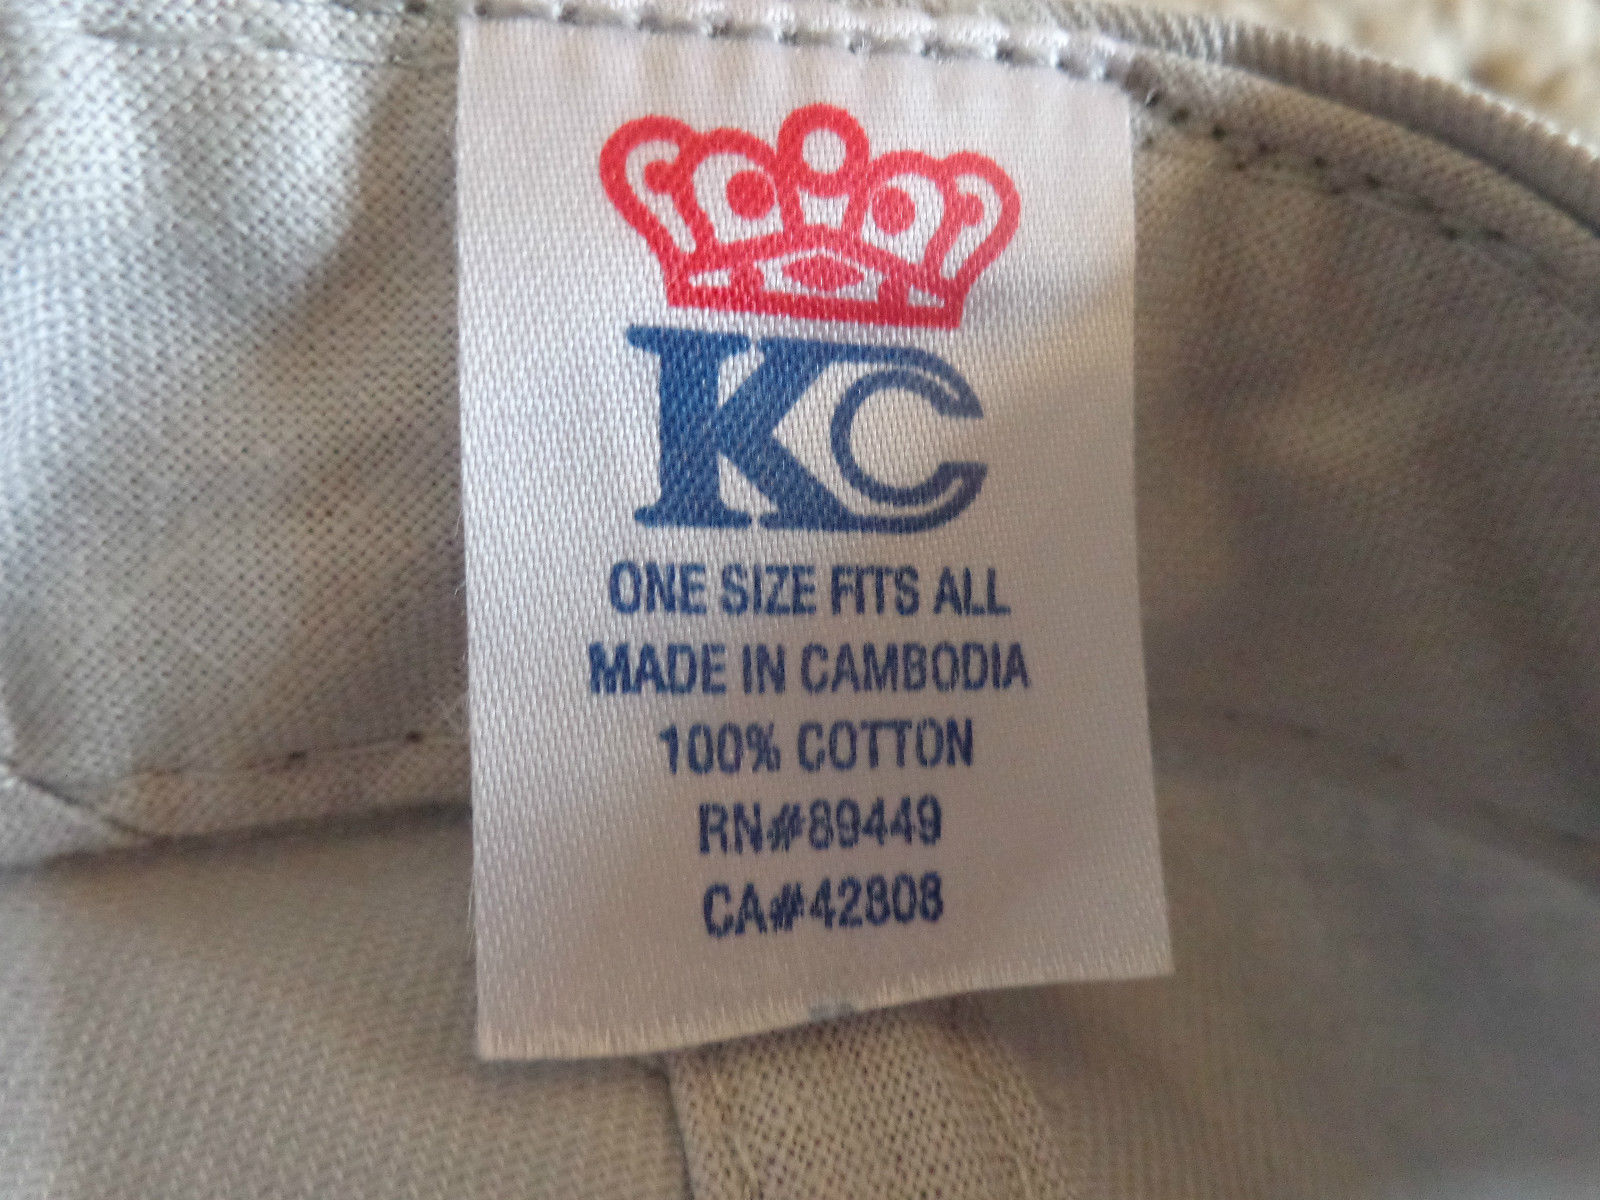 KC
ONE SIZE FITS ALL
MADE IN CAMBODIA
100% COTTON
RN#89449
CA#42808